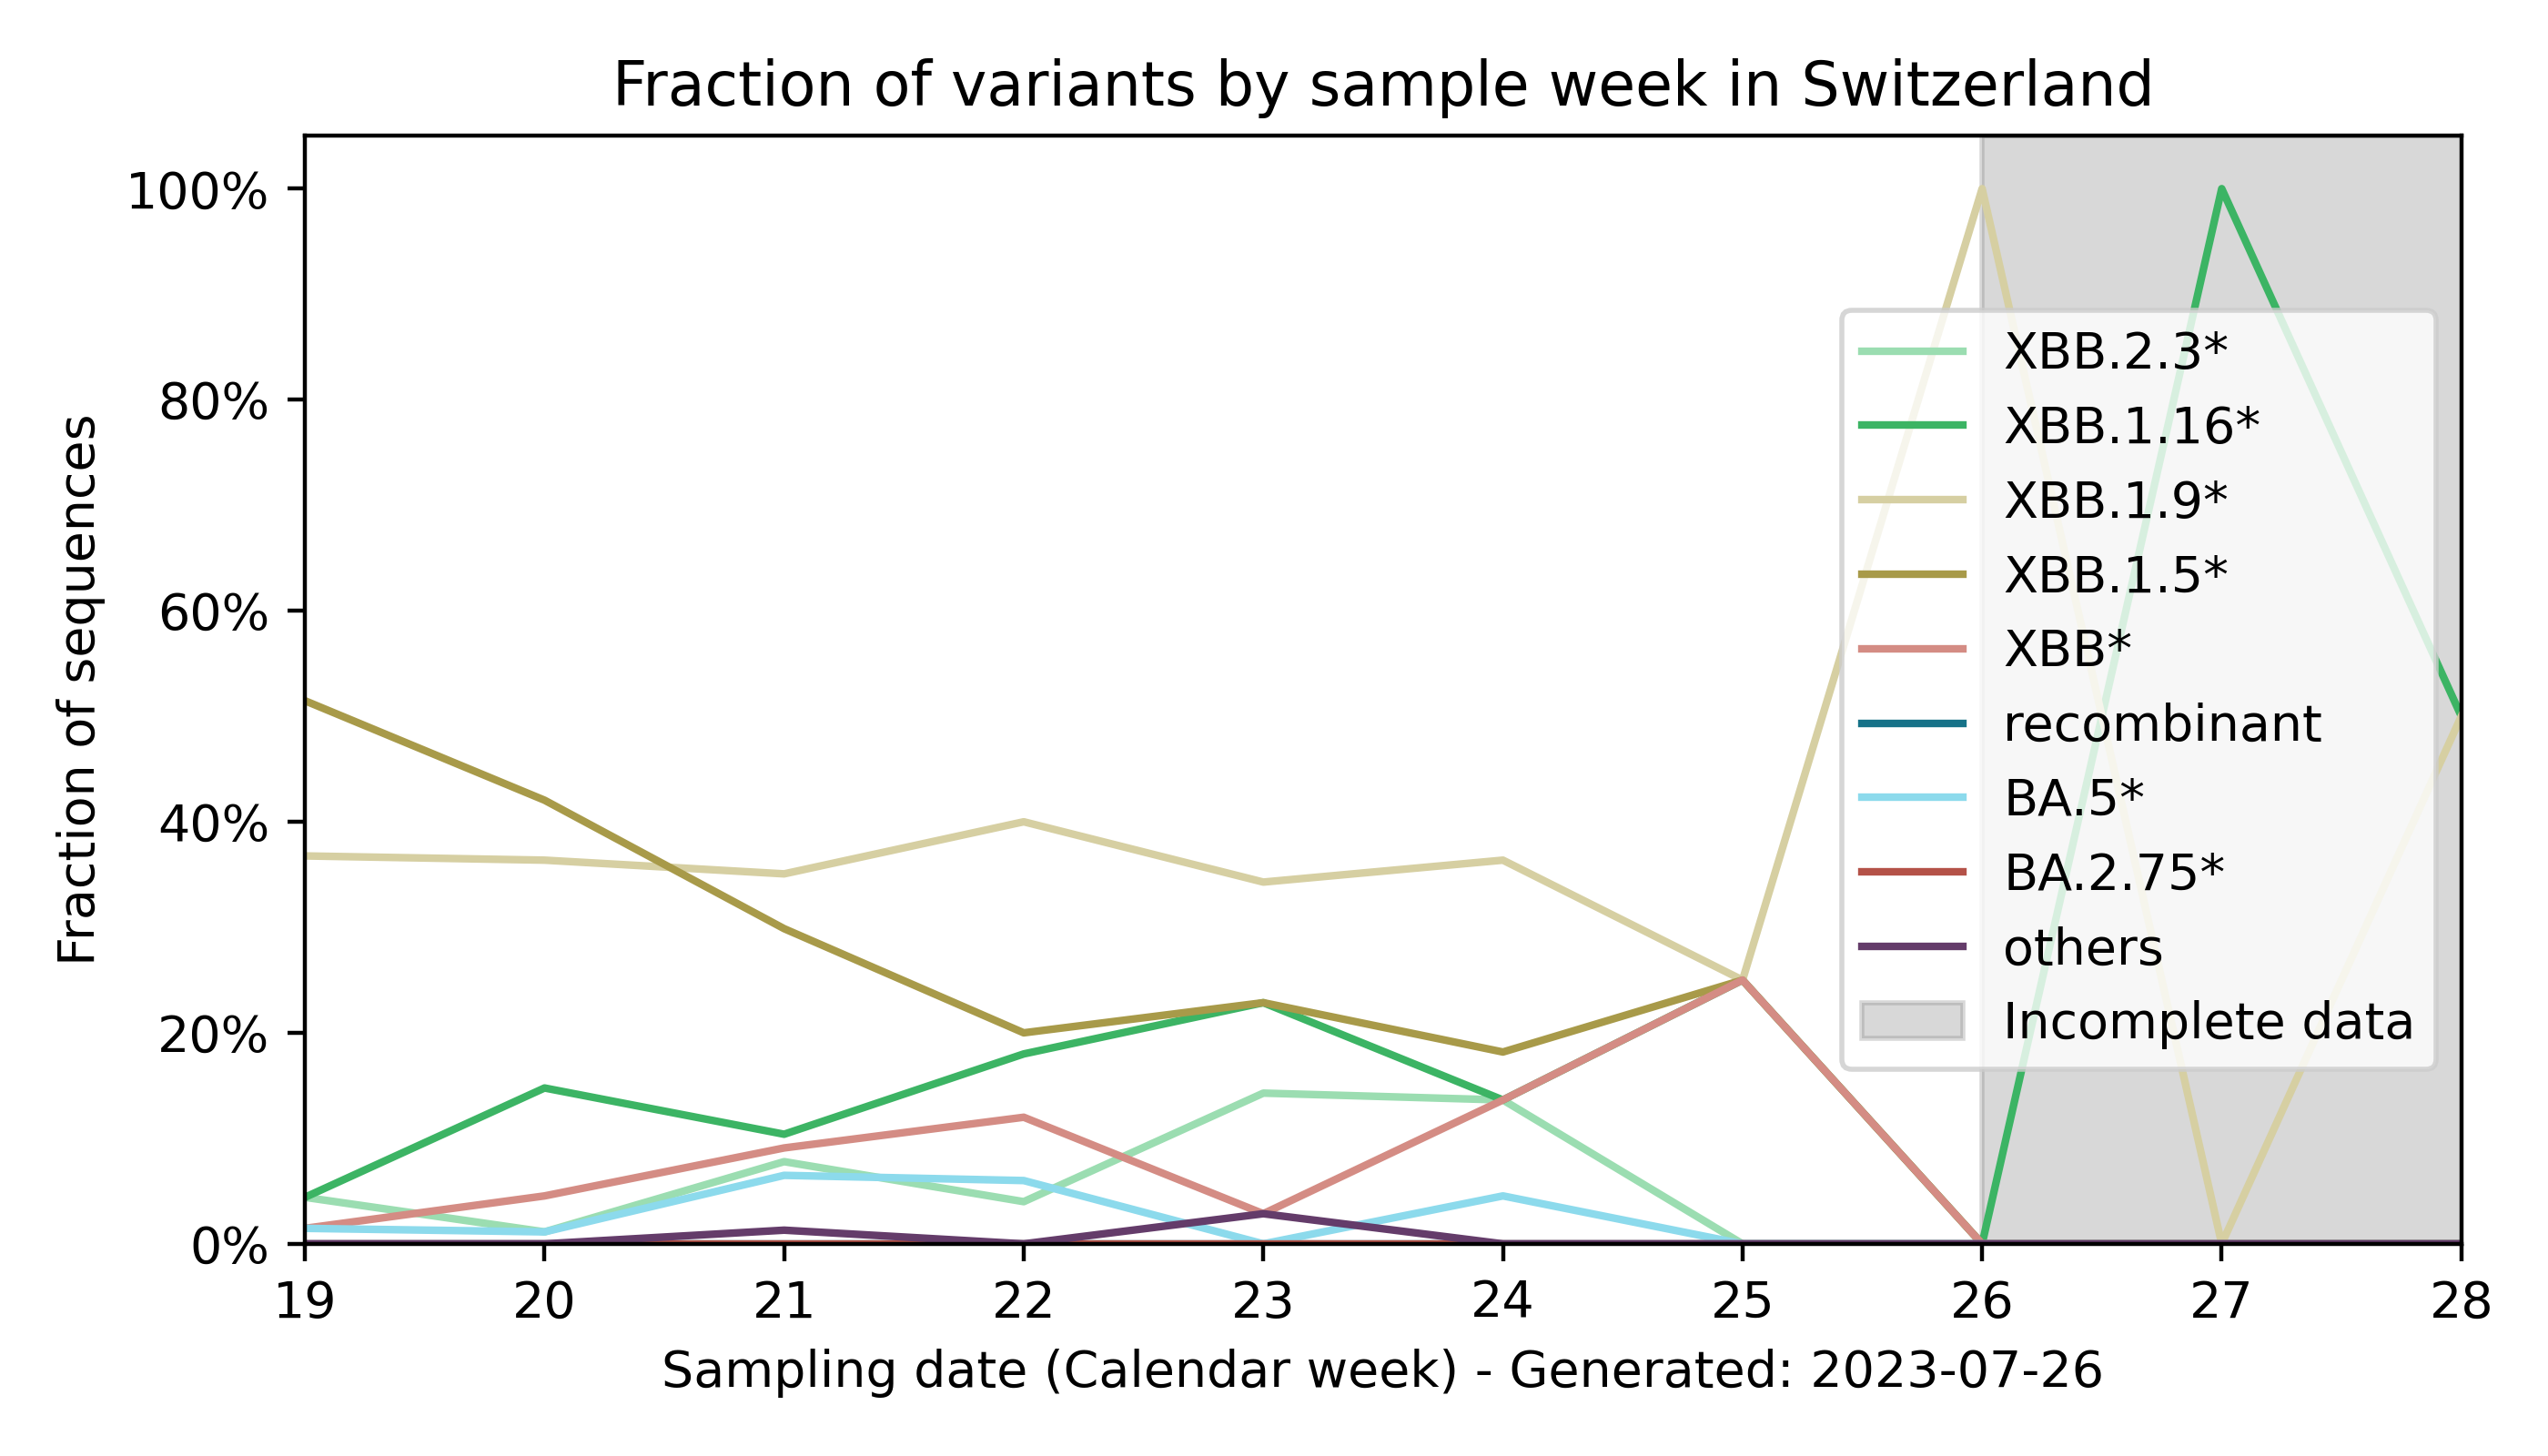 Fraction of variants by sample week in Switzerland
Fraction of sequences
100%
80%
60%
40%
20%
0%
XBB.2.3*
XBB.1.16*
XBB.1.9*
XBB.1.5*
XBB*
recombinant
BA.5*
BA.2.75*
others
Incomplete data
19 20 21 22 23 24 25 26 27 28
Sampling date (Calendar week) - Generated: 2023-07-26